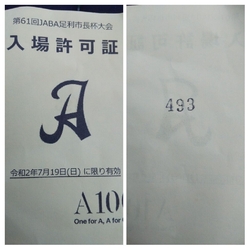 第61回JABA足利市長杯大会
入場許可証
A
令和2年7月19日(日)に限り有効
A100
One for A, A for
493